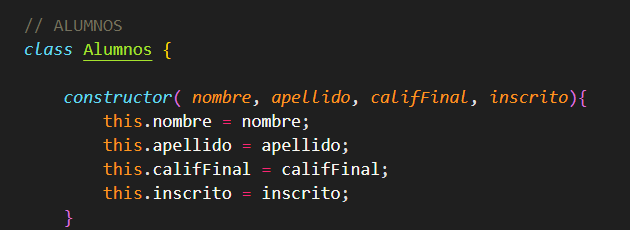 // ALUMNOS
class Alumnos {
constructor( nombre, apellido, califFinal, inscrito){
this.nombre = nombre;
this.apellido = apellido;
this.califFinal = califFinal;
this.inscrito = inscrito;
}